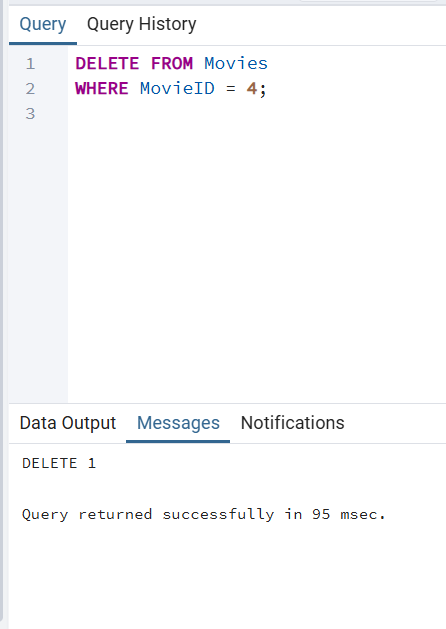 Query Query History
1 DELETE FROM Movies
2 WHERE MovieID = 4;
3
Data Output Messages Notifications
DELETE 1
Query returned successfully in 95 msec.